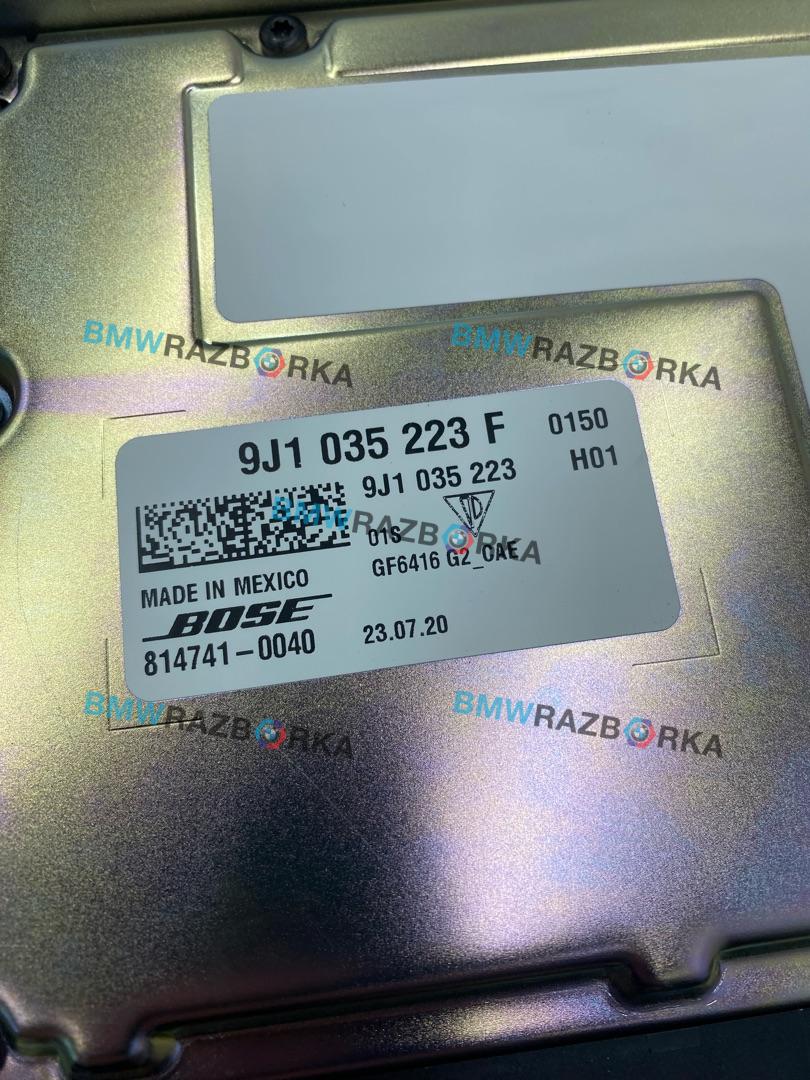 BMWRAZBORKA
BMWRAZBORKA
9J1 035 223 F
0150
9J1 035 223
H01
BMWRAZBORKA
01S
GF6416 G2_CAE
MADE IN MEXICO
BOSE
814741-0040
23.07.20
BMWRAZBORKA
BMWRAZBORKA